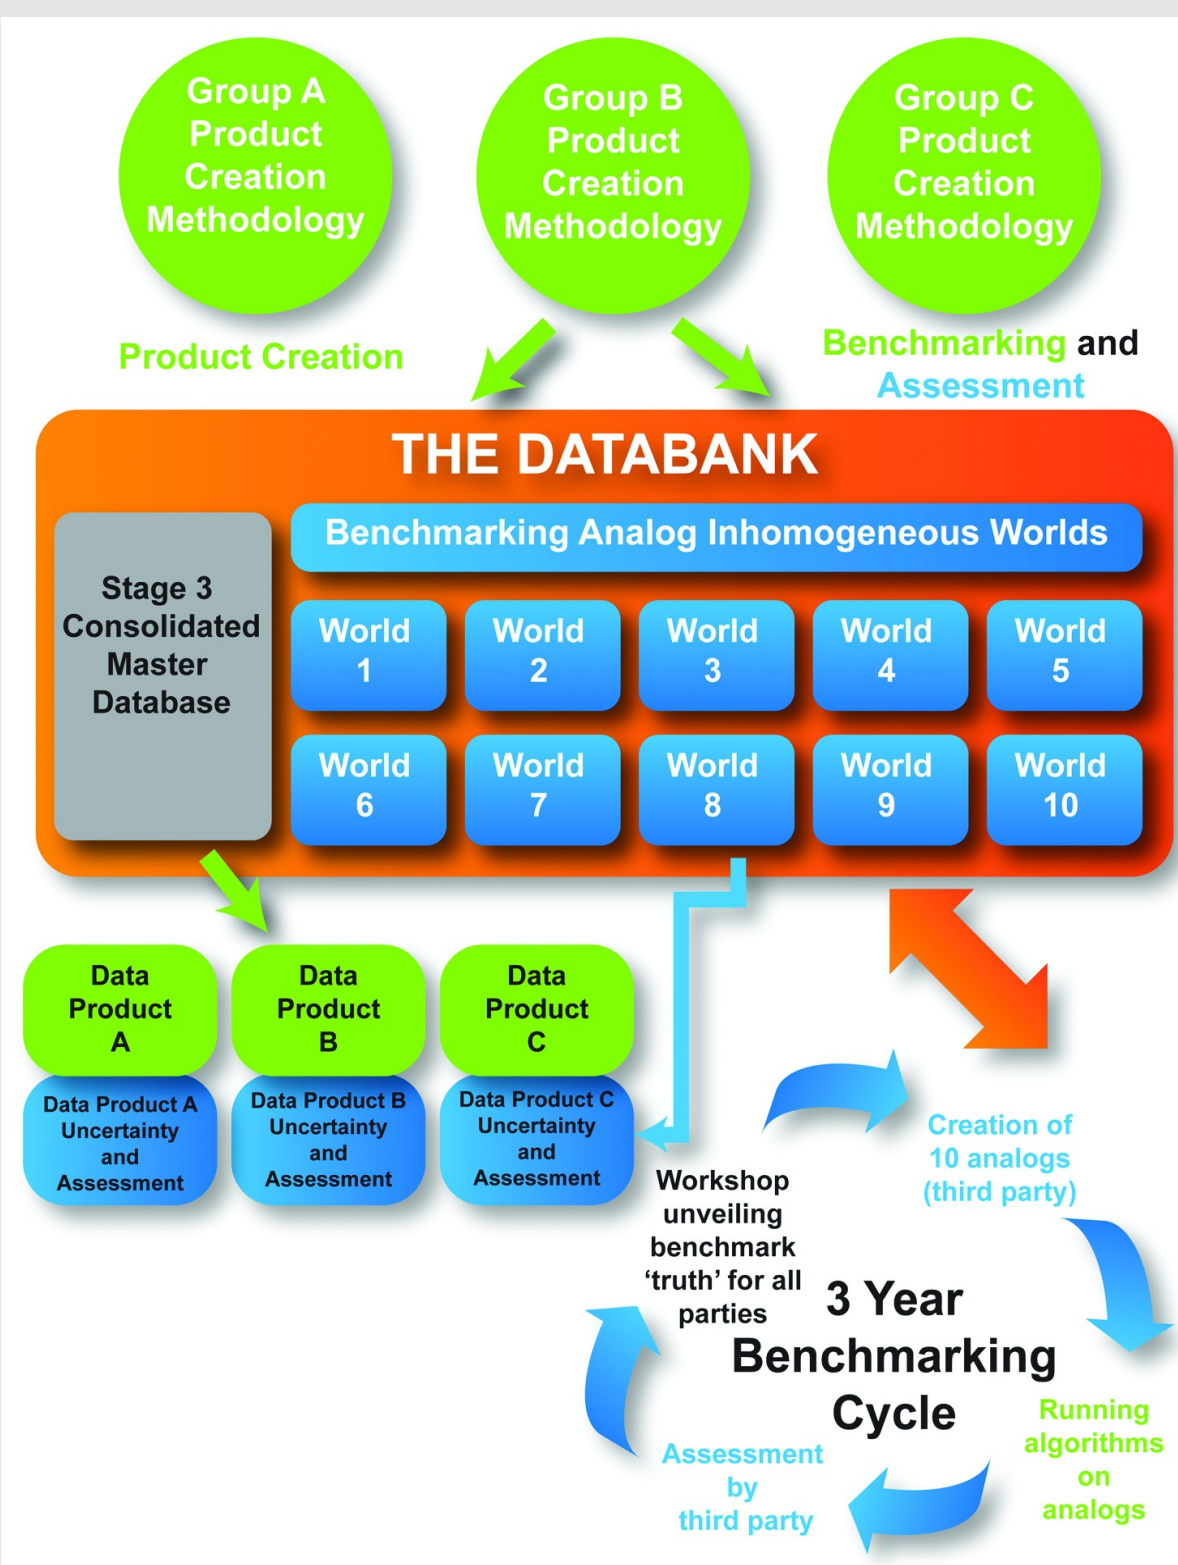 Group A
Product
Creation
Methodology
Group B
Product
Creation
Methodology
Group C
Product
Creation
Methodology
Product Creation
Benchmarking and
Assessment
THE DATABANK
Stage 3
Consolidated
Master
Database
Benchmarking Analog Inhomogeneous Worlds
World
1
World
2
World
3
World
4
World
5
World
6
World
7
World
8
World
9
World
10
Data
Product
A
Data
Product
B
Data
Product
C
Data Product A
Uncertainty
and
Assessment
Data Product B
Uncertainty
and
Assessment
Data Product C
Uncertainty
and
Assessment
Workshop
unveiling
benchmark
‘truth’ for all
parties
Creation of
10 analogs
(third party)
3 Year
Benchmarking
Cycle
Running
algorithms
on
analogs
Assessment
by
third party